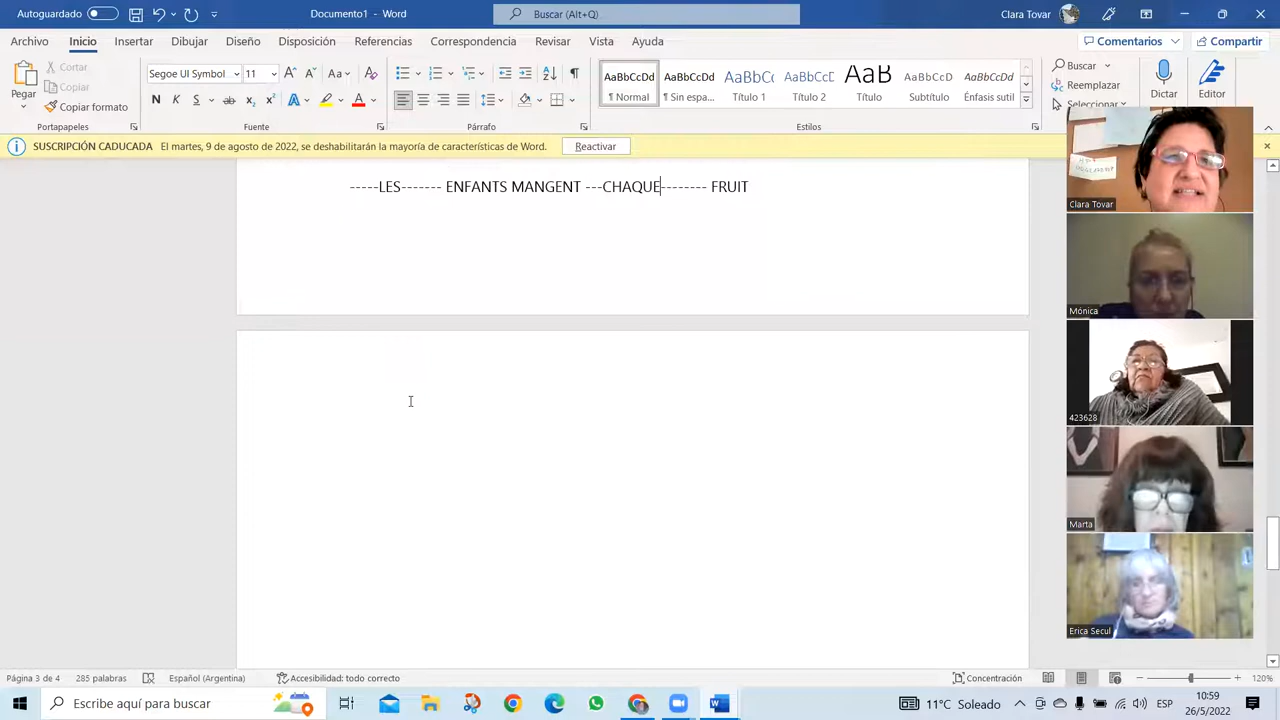 Autoguardado
Documento1 - Word
Buscar (Alt+Q)
Clara Tovar
Archivo Inicio Insertar Dibujar Diseño Disposición Referencias Correspondencia Revisar Vista Ayuda
Comentarios Compartir
Pegar
Cortar
Copiar
Copiar formato
Portapapeles
Segoe UI Symbol 11
N K S
Fuente
Párrafo
AaBbCcDd AaBbCcDd AaBbCc AaBbCcD AaB AaBbCcD AaBbCcDd
¶ Normal ¶ Sin espa... Título 1 Título 2 Título Subtítulo Énfasis sutil
Estilos
Buscar
Reemplazar
Seleccionar
Dictar
Editor
SUSCRIPCIÓN CADUCADA El martes, 9 de agosto de 2022, se deshabilitarán la mayoría de características de Word. Reactivar
-----LES------- ENFANTS MANGENT ---CHAQUE-------- FRUIT
Clara Tovar
Mónica
423628
Marta
Erica Secul
Página 3 de 4 285 palabras Español (Argentina) Accesibilidad: todo correcto
Concentración
120%
Escribe aquí para buscar
11°C Soleado
ESP
10:59
26/5/2022